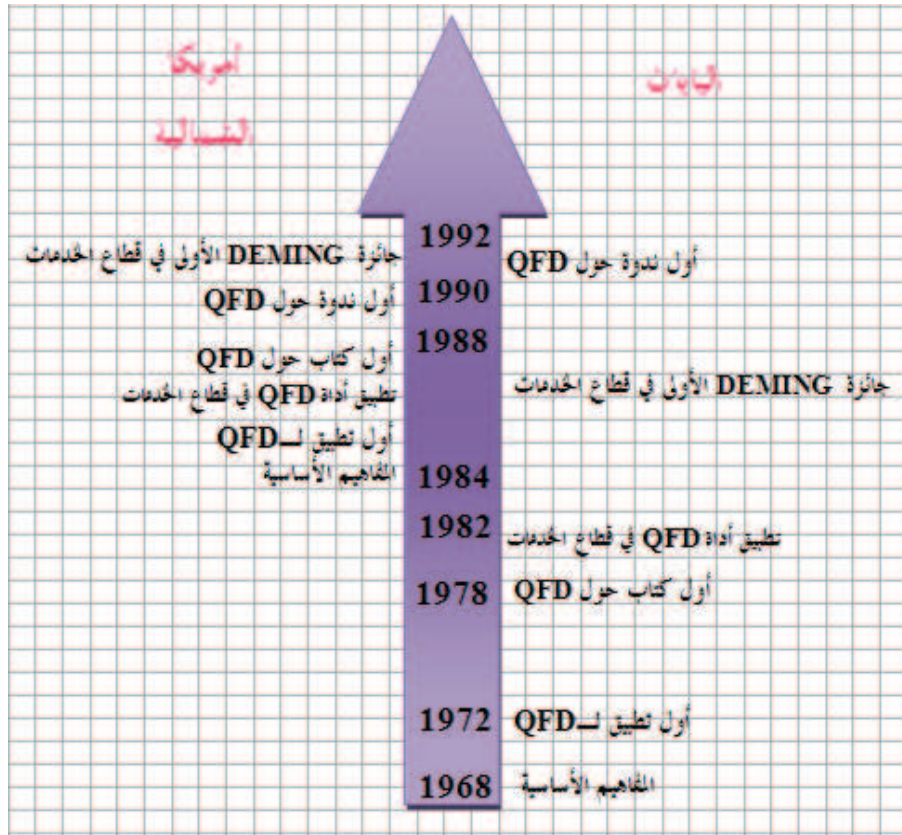 اليابان
أمريكا
الشمالية
1992
أول ندوة حول QFD
جائزة DEMING الأولى في قطاع الخدمات
1990
أول ندوة حول QFD
1988
أول كتاب حول QFD
جائزة DEMING الأولى في قطاع الخدمات
تطبيق أداة QFD في قطاع الخدمات
أول تطبيق لــQFD
المفاهيم الأساسية
1984
1982
تطبيق أداة QFD في قطاع الخدمات
1978
أول كتاب حول QFD
1972
أول تطبيق لــQFD
1968
المفاهيم الأساسية